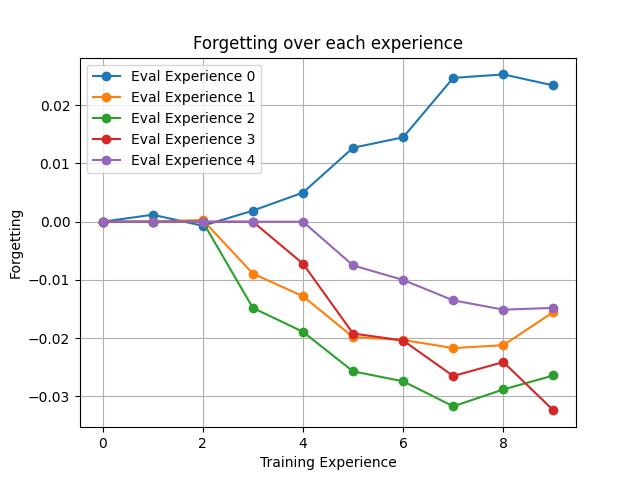 Forgetting over each experience
Eval Experience 0
Eval Experience 1
Eval Experience 2
Eval Experience 3
Eval Experience 4
0.02
0.01
0.00
−0.01
−0.02
−0.03
Forgetting
0 2 4 6 8
Training Experience